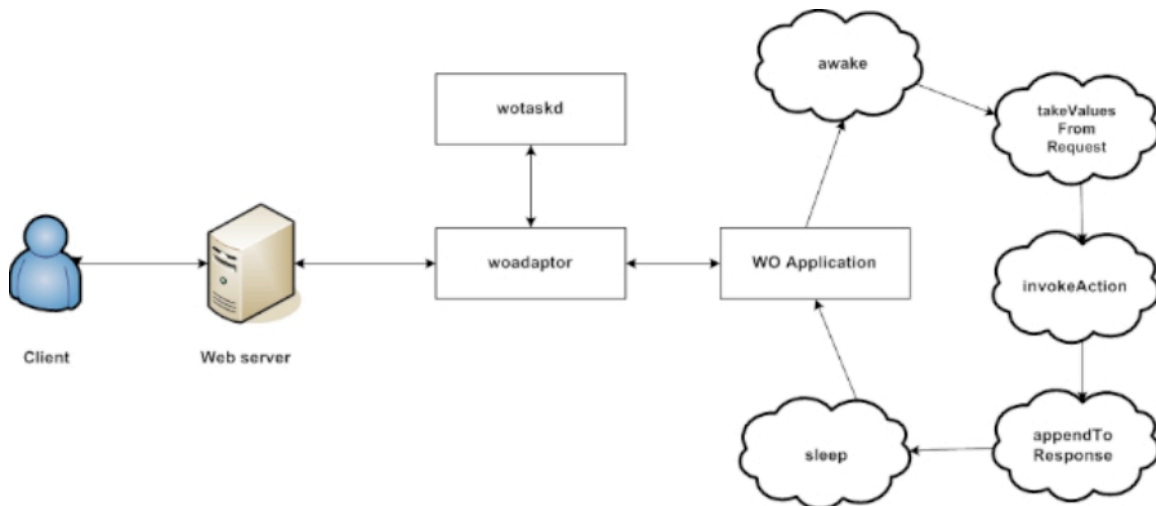 awake
wotaskd
takeValues
From
Request
woadaptor
WO Application
invokeAction
Client
Web server
sleep
appendTo
Response